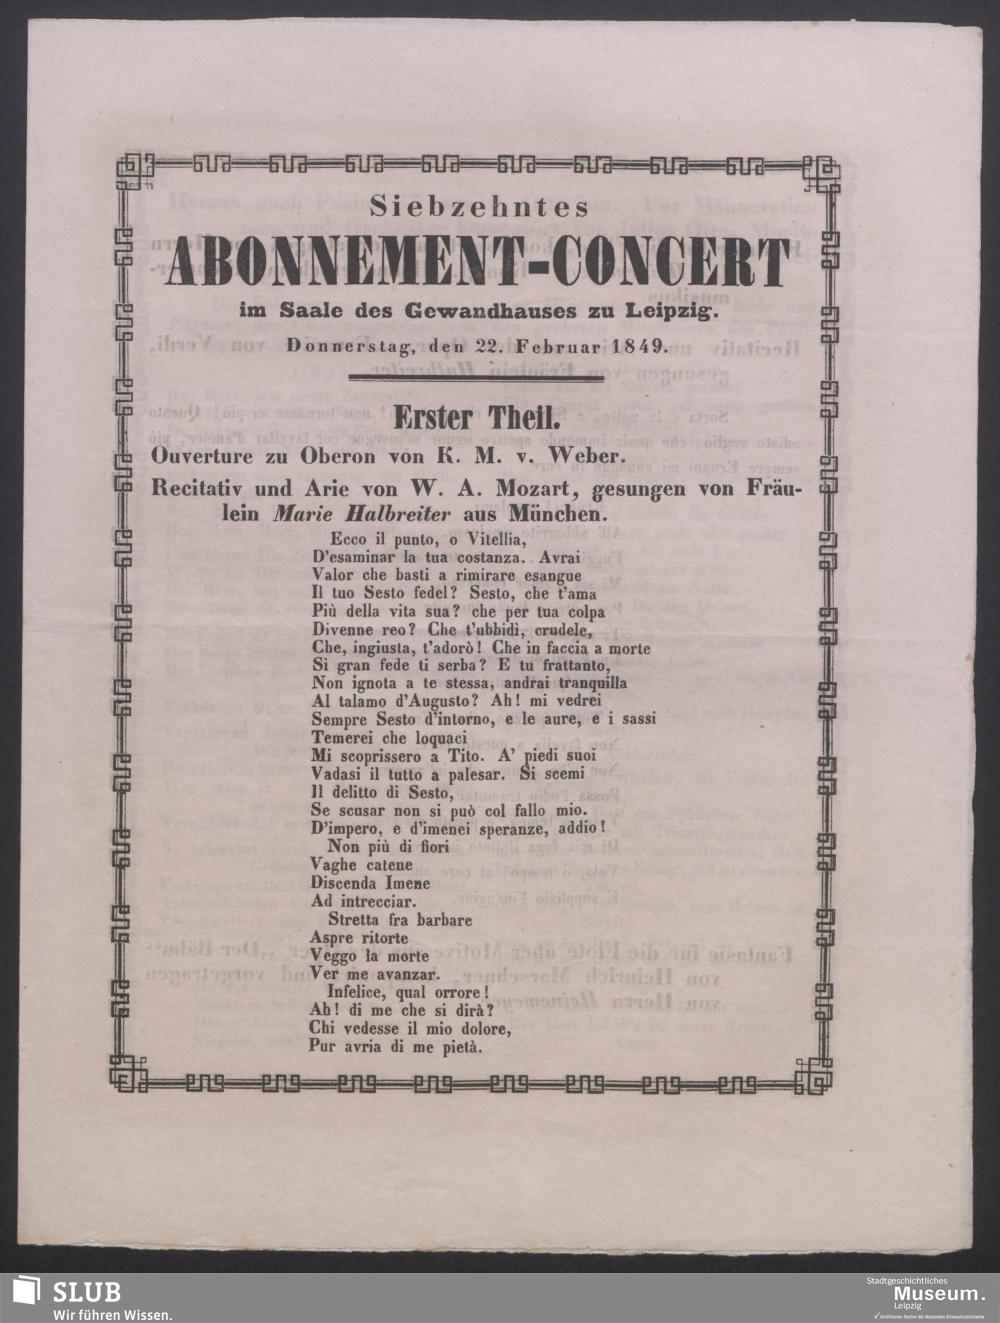 Siebzehntes
ABONNEMENT-CONCERT
im Saale des Gewandhauses zu Leipzig.
Donnerstag, den 22. Februar 1849.
Erster Theil.
Ouverture zu Oberon von K. M. v. Weber.
Recitativ und Arie von W. A. Mozart, gesungen von Fräu-
lein Marie Halbreiter aus München.
Ecco il punto, o Vitellia,
D'esaminar la tua costanza. Avrai
Valor che basti a rimirare esangue
Il tuo Sesto fedel? Sesto, che t'ama
Più della vita sua? che per tua colpa
Divenne reo? Che t'ubbidì, crudele,
Che, ingiusta, t'adorò! Che in faccia a morte
Sì gran fede ti serba? E tu frattanto,
Non ignota a te stessa, andrai tranquilla
Al talamo d'Augusto? Ah! mi vedrei
Sempre Sesto d'intorno, e le aure, e i sassi
Temerei che loquaci
Mi scoprissero a Tito. A' piedi suoi
Vadasi il tutto a palesar. Si scemi
Il delitto di Sesto,
Se scusar non si può col fallo mio.
D'impero, e d'imenei speranze, addio!
Non più di fiori
Vaghe catene
Discenda Imene
Ad intrecciar.
Stretta fra barbare
Aspre ritorte
Veggo la morte
Ver me avanzar.
Infelice, qual orrore!
Ah! di me che si dirà?
Chi vedesse il mio dolore,
Pur avria di me pietà.
SLUB
Wir führen Wissen.
Stadtgeschichtliches
Museum.
Leipzig
Zertifizierter Partner der Nationalen Klimaschutzinitiative